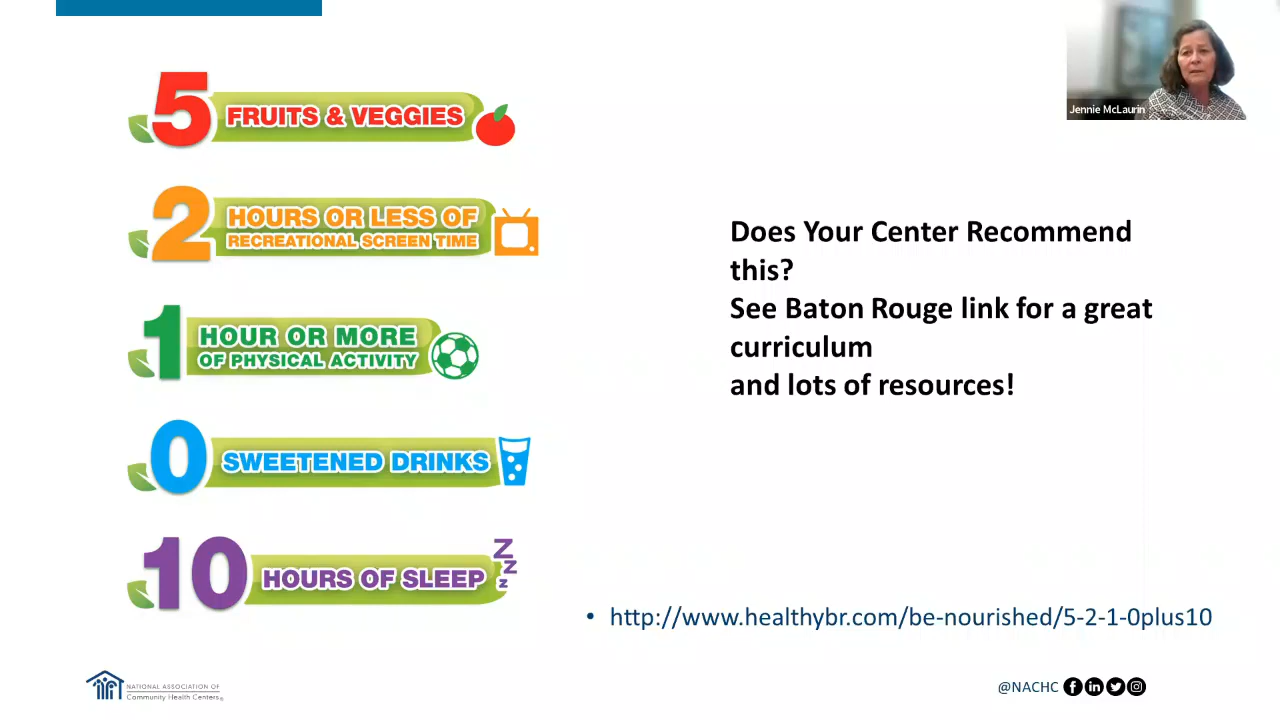 5 FRUITS & VEGGIES
2 HOURS OR LESS OF
RECREATIONAL SCREEN TIME
1 HOUR OR MORE
OF PHYSICAL ACTIVITY
0 SWEETENED DRINKS
10 HOURS OF SLEEP
Z
Z
Z
Jennie McLaurin
Does Your Center Recommend
this?
See Baton Rouge link for a great
curriculum
and lots of resources!
• http://www.healthybr.com/be-nourished/5-2-1-0plus10
NATIONAL ASSOCIATION OF
Community Health Centers®
@NACHC